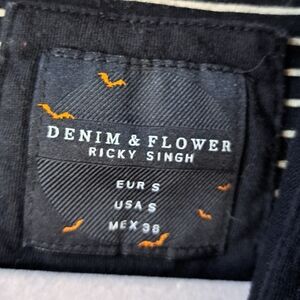 DENIM & FLOWER
RICKY SINGH
EUR S
USA S
MEX 38